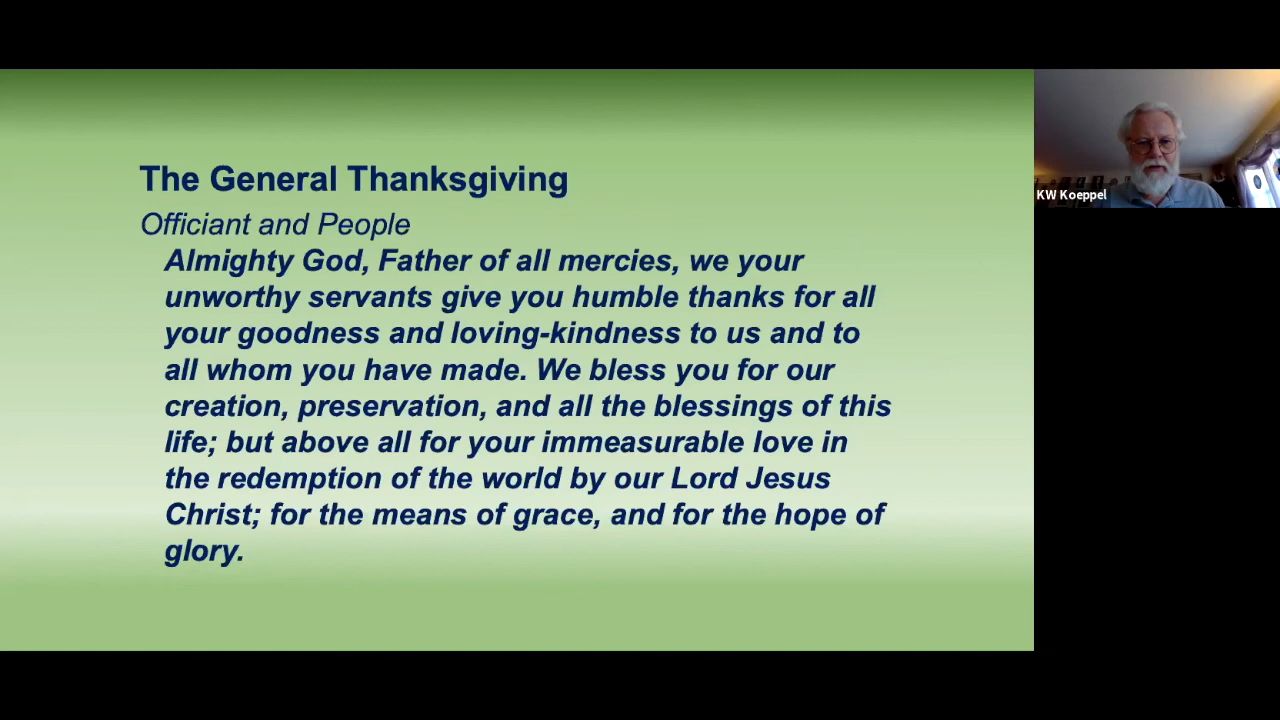 The General Thanksgiving
Officiant and People
Almighty God, Father of all mercies, we your
unworthy servants give you humble thanks for all
your goodness and loving-kindness to us and to
all whom you have made. We bless you for our
creation, preservation, and all the blessings of this
life; but above all for your immeasurable love in
the redemption of the world by our Lord Jesus
Christ; for the means of grace, and for the hope of
glory.
KW Koeppel